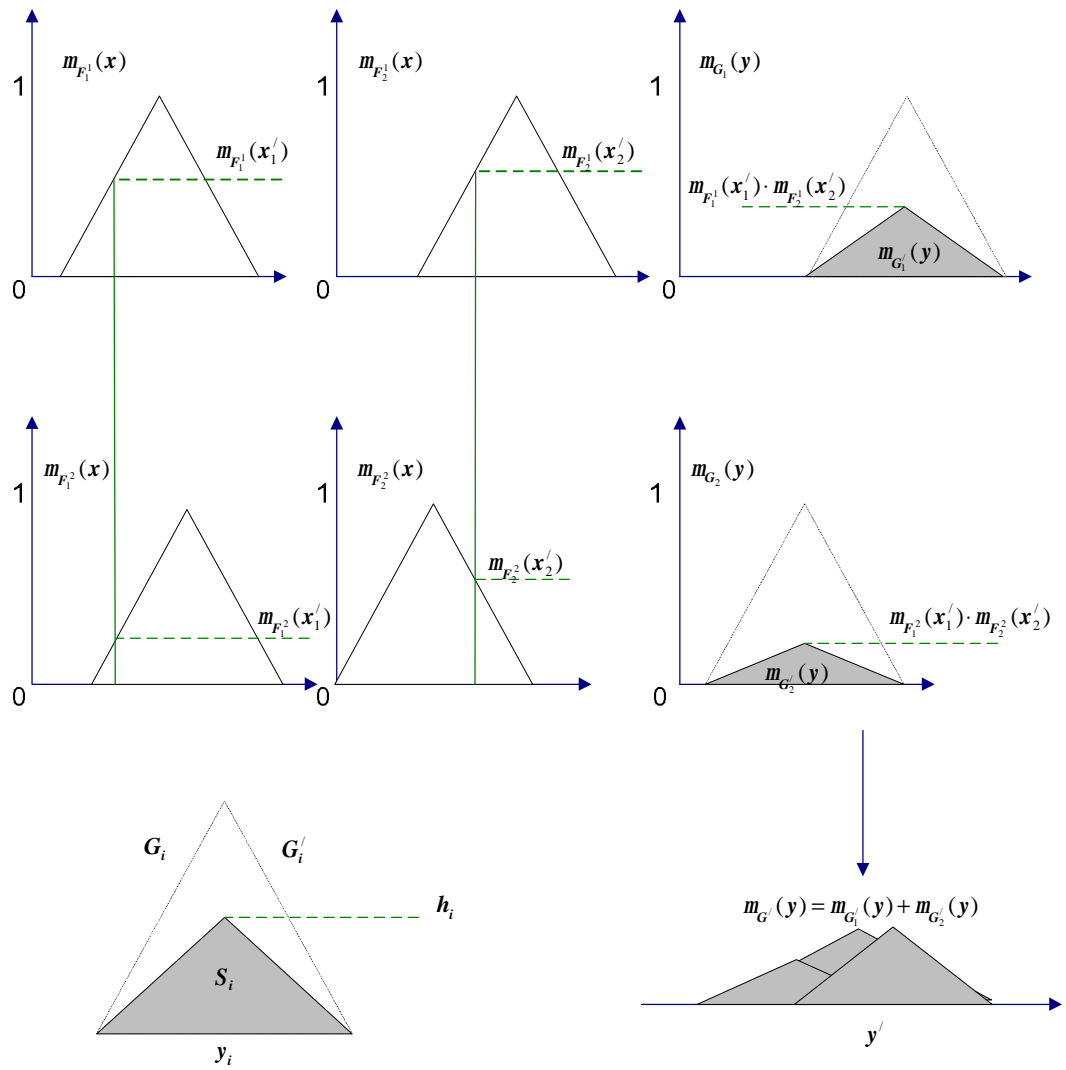 m_{F_1^1}(x) m_{F_2^1}(x) m_{G_1}(y)
1 1 1
m_{F_1^1}(x_1^/) m_{F_2^1}(x_2^/)
m_{F_1^1}(x_1^/)·m_{F_2^1}(x_2^/)
m_{G_1^/}(y)
0 0 0
m_{F_1^2}(x) m_{F_2^2}(x) m_{G_2}(y)
1 1 1
m_{F_2^2}(x_2^/)
m_{F_1^2}(x_1^/) m_{F_1^2}(x_1^/)·m_{F_2^2}(x_2^/)
m_{G_2^/}(y)
0 0 0
G_i G_i^/
h_i
m_{G^/}(y)=m_{G_1^/}(y)+m_{G_2^/}(y)
S_i
y_i
y^/